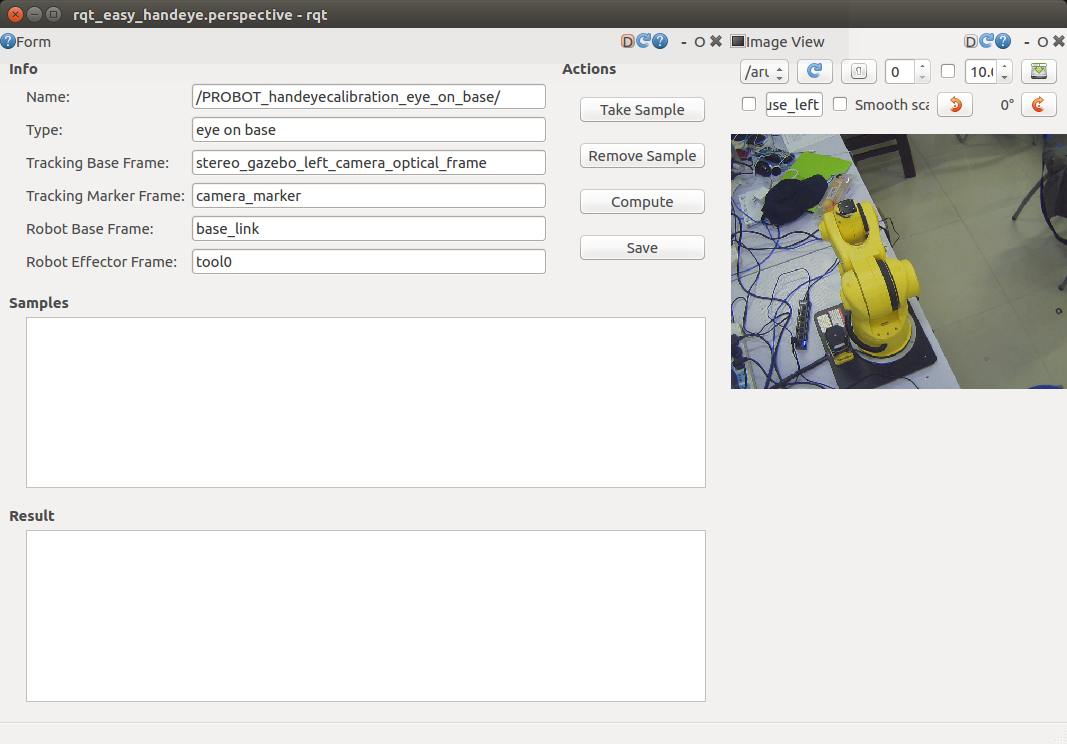 rqt_easy_handeye.perspective - rqt
Form
D
- O
Image View
D
- O
Info
Name:
/PROBOT_handeyecalibration_eye_on_base/
Type:
eye on base
Tracking Base Frame:
stereo_gazebo_left_camera_optical_frame
Tracking Marker Frame:
camera_marker
Robot Base Frame:
base_link
Robot Effector Frame:
tool0
Actions
Take Sample
Remove Sample
Compute
Save
0
10.
use_left
Smooth sca
0°
Samples
Result